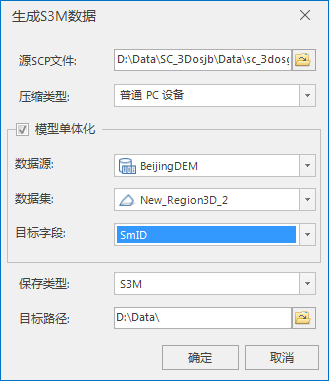 生成S3M数据
源SCP文件: D:\Data\SC_3Dosjb\Data\sc_3dosg
压缩类型: 普通 PC 设备
模型单体化
数据源: BeijingDEM
数据集: New_Region3D_2
目标字段: SmID
保存类型: S3M
目标路径: D:\Data\
确定 取消